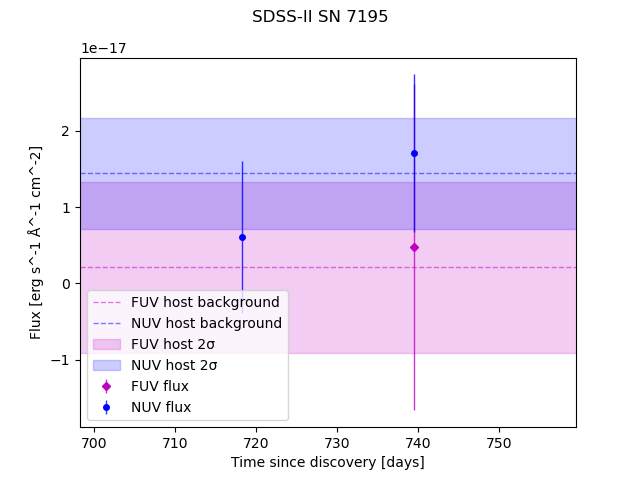 SDSS-II SN 7195
1e−17
Flux [erg s^-1 Å^-1 cm^-2]
2
1
0
−1
FUV host background
NUV host background
FUV host 2σ
NUV host 2σ
FUV flux
NUV flux
700 710 720 730 740 750
Time since discovery [days]